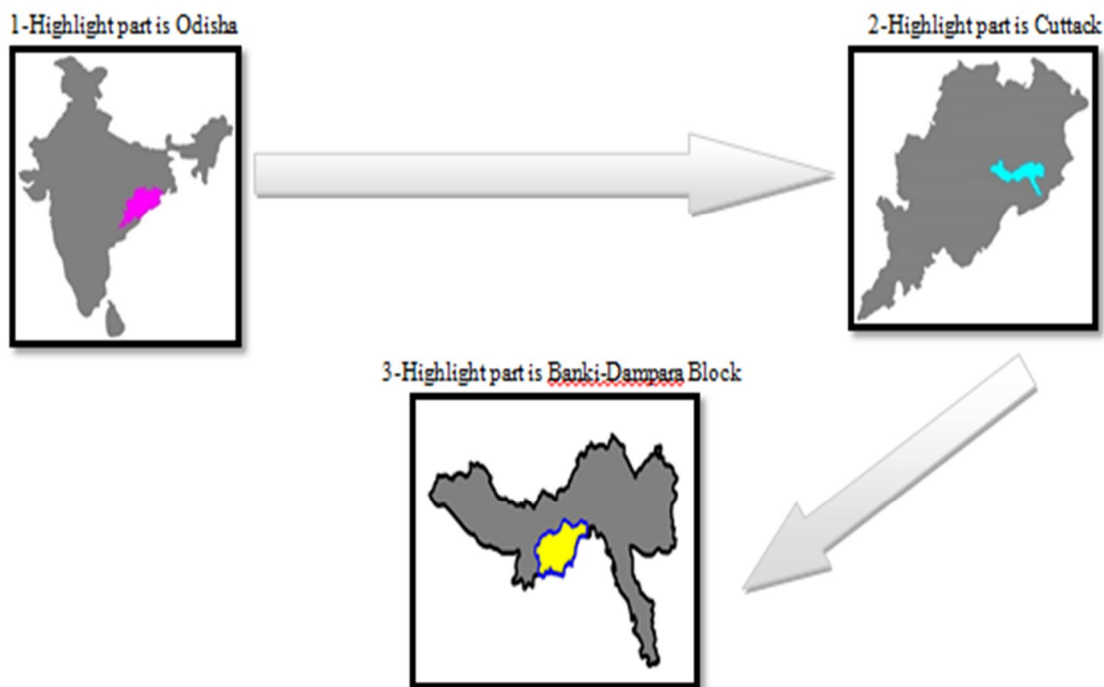 1-Highlight part is Odisha
2-Highlight part is Cuttack
3-Highlight part is Banki-Dampara Block